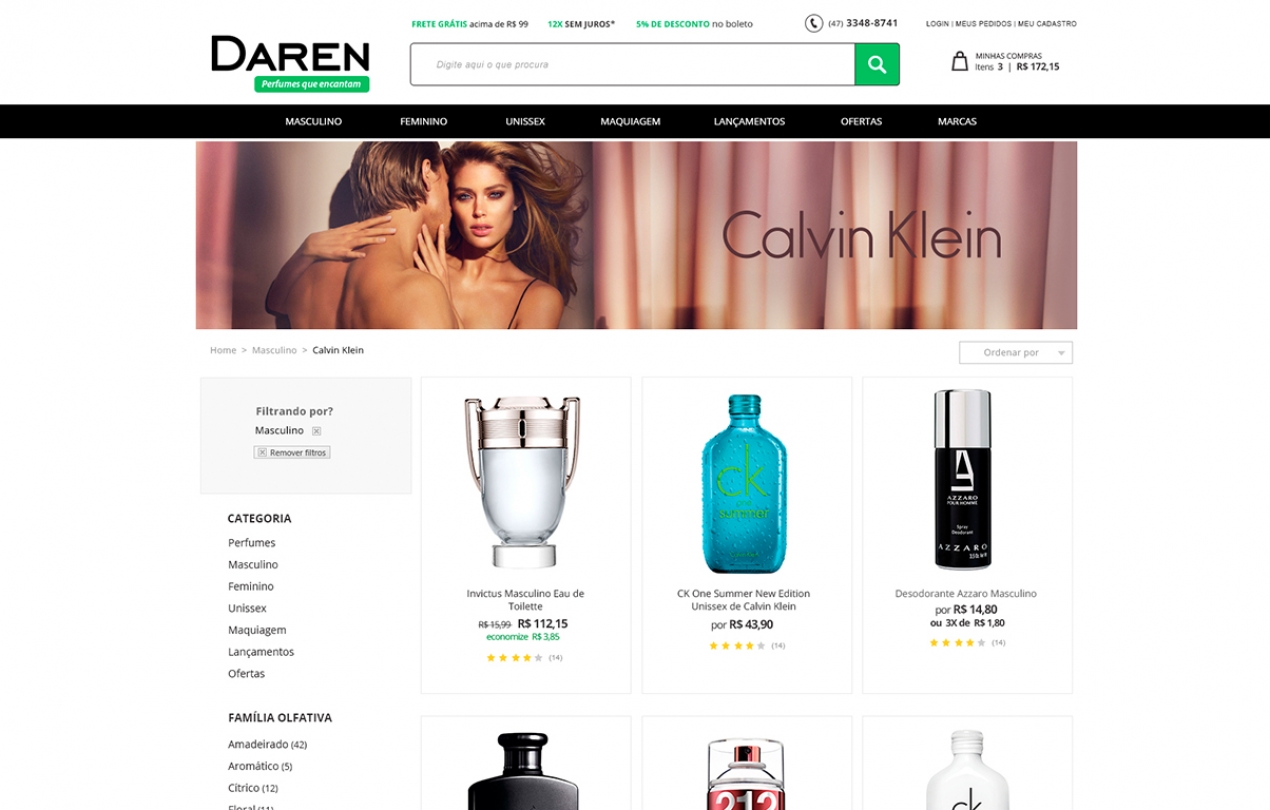 FRETE GRÁTIS acima de R$ 99 12X SEM JUROS* 5% DE DESCONTO no boleto (47) 3348-8741 LOGIN | MEUS PEDIDOS | MEU CADASTRO
DAREN
Perfumes que encantam
Digite aqui o que procura
MINHAS COMPRAS
Itens 3 | R$ 172,15
MASCULINO FEMININO UNISSEX MAQUIAGEM LANÇAMENTOS OFERTAS MARCAS
Calvin Klein
Home > Masculino > Calvin Klein
Ordenar por
Filtrando por?
Masculino
Remover filtros
CATEGORIA
Perfumes
Masculino
Feminino
Unissex
Maquiagem
Lançamentos
Ofertas
FAMÍLIA OLFATIVA
Amadeirado (42)
Aromático (5)
Cítrico (12)
Floral (11)
Invictus Masculino Eau de
Toilette
R$ 15,99 R$ 112,15
economize R$ 3,85
(14)
ck
one
summer
CK One Summer New Edition
Unissex de Calvin Klein
por R$ 43,90
(14)
AZZARO
POUR HOMME
Spray
Deodorant
AZZARO
Desodorante Azzaro Masculino
por R$ 14,80
ou 3X de R$ 1,80
(14)
212
ck